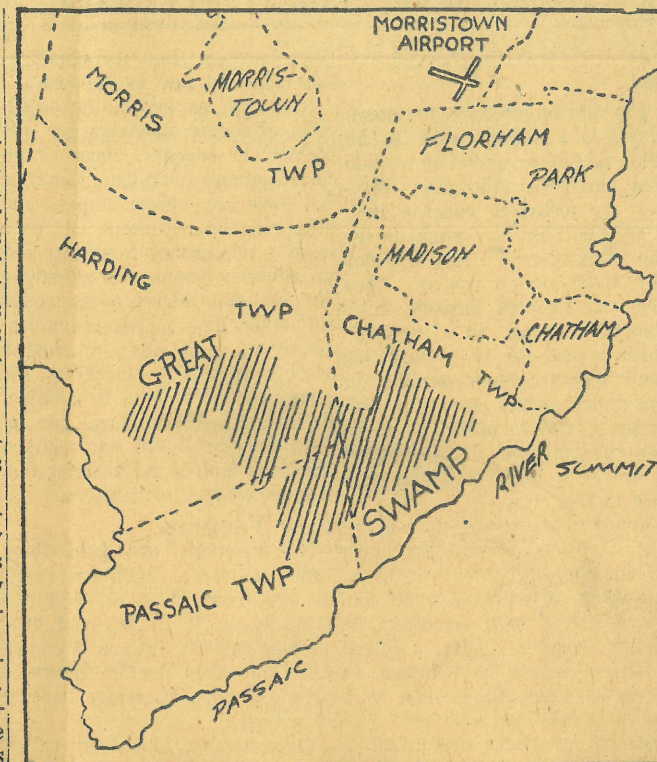 MORRISTOWN
AIRPORT
MORRIS
MORRIS-
TOWN
TWP
FLORHAM
PARK
HARDING
TWP
MADISON
CHATHAM
TWP
CHATHAM
GREAT
SWAMP
RIVER
SUMMIT
PASSAIC TWP
PASSAIC